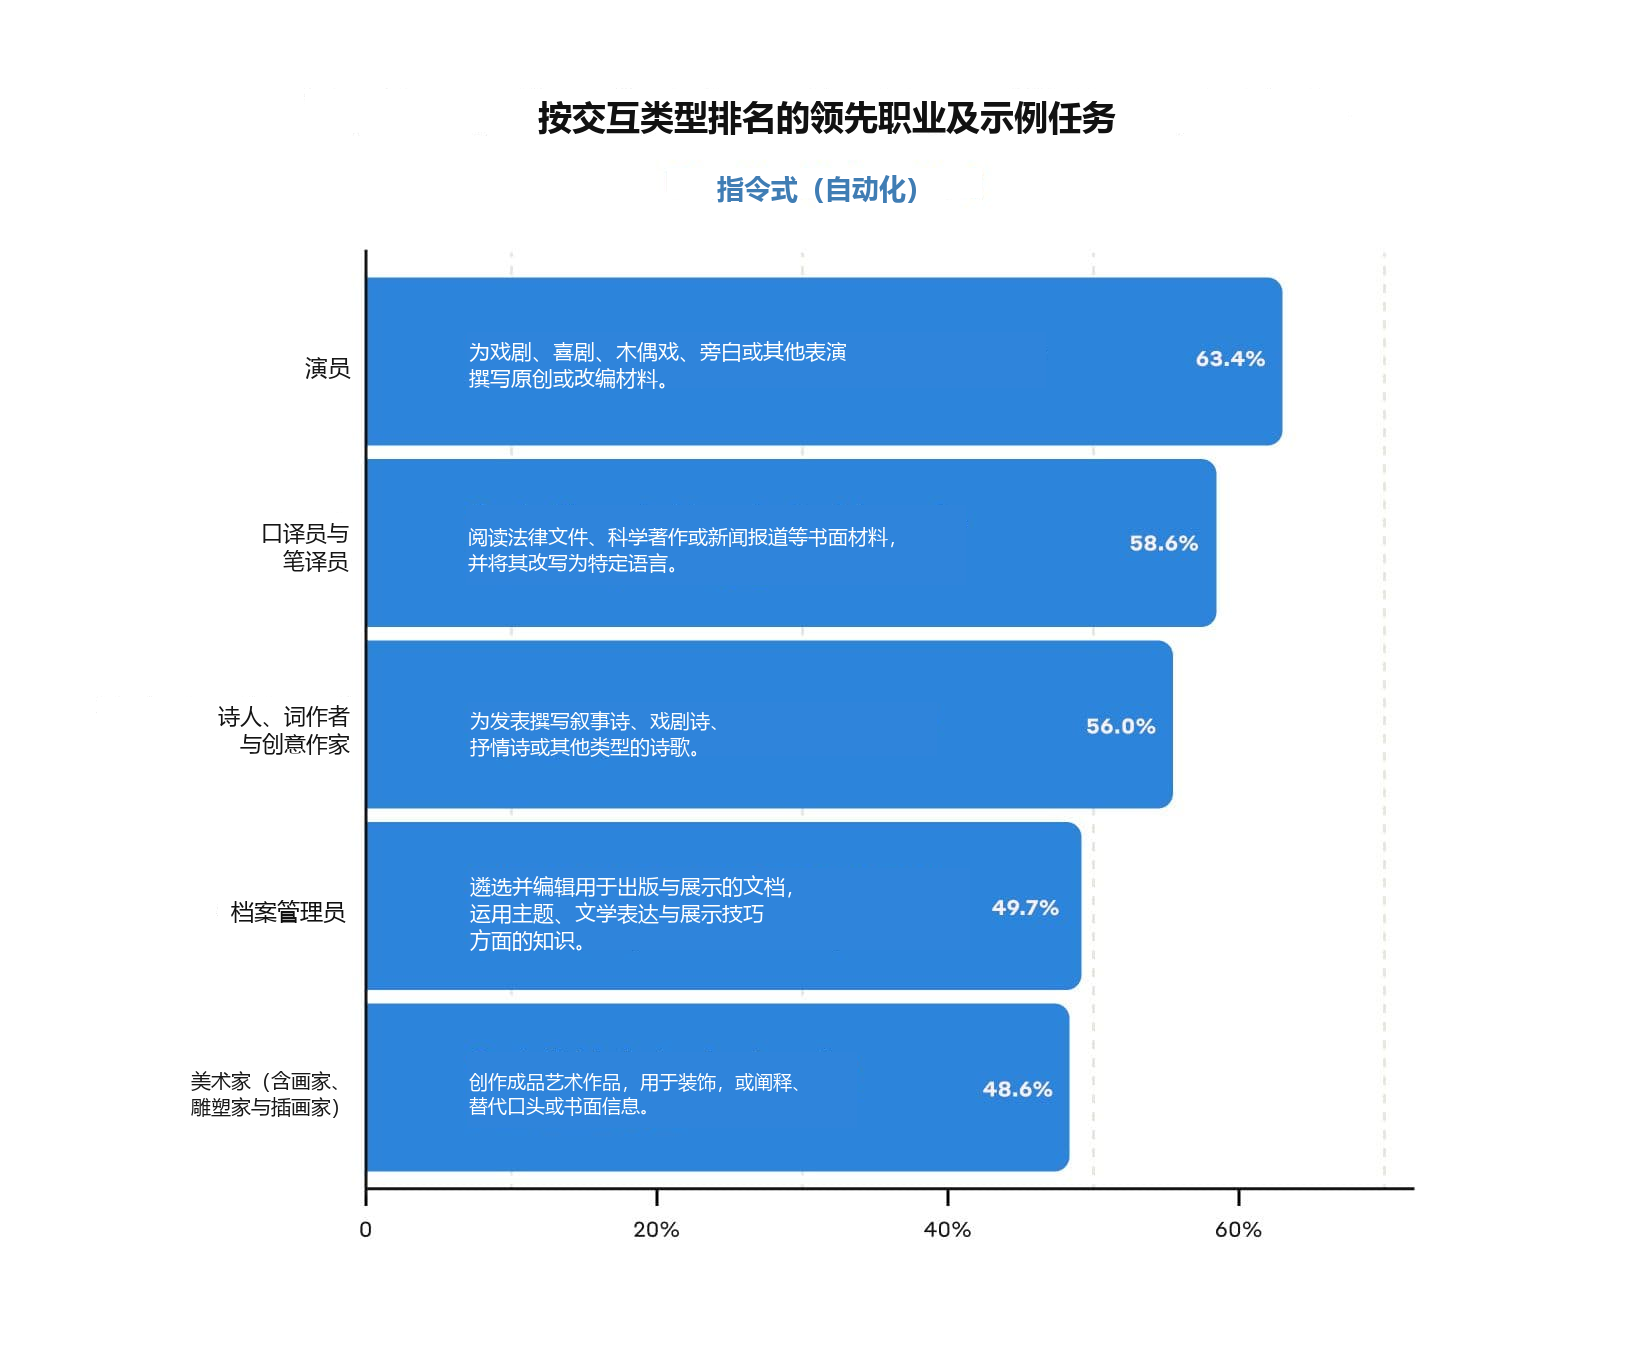 按交互类型排名的领先职业及示例任务
指令式（自动化）
演员
为戏剧、喜剧、木偶戏、旁白或其他表演
撰写原创或改编材料。
63.4%
口译员与
笔译员
阅读法律文件、科学著作或新闻报道等书面材料，
并将其改写为特定语言。
58.6%
诗人、词作者
与创意作家
为发表撰写叙事诗、戏剧诗、
抒情诗或其他类型的诗歌。
56.0%
档案管理员
遴选并编辑用于出版与展示的文档，
运用主题、文学表达与展示技巧
方面的知识。
49.7%
美术家（含画家、
雕塑家与插画家）
创作成品艺术作品，用于装饰，或阐释、
替代口头或书面信息。
48.6%
0
20%
40%
60%